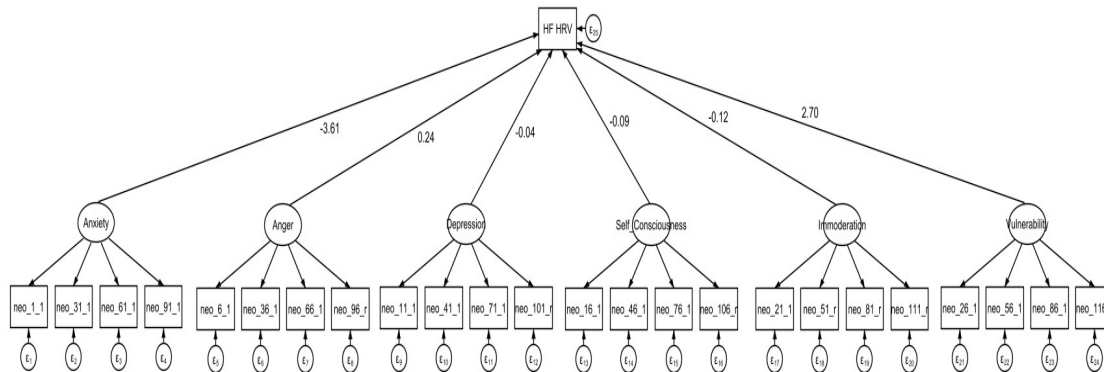 HF HRV
ε25
-3.61
0.24
-0.04
-0.09
-0.12
2.70
Anxiety
Anger
Depression
Self_Consciousness
Immoderation
Vulnerability
neo_1_1
neo_31_1
neo_61_1
neo_91_1
neo_6_1
neo_36_1
neo_66_1
neo_96_r
neo_11_1
neo_41_1
neo_71_1
neo_101_r
neo_16_1
neo_46_1
neo_76_1
neo_106_r
neo_21_1
neo_51_r
neo_81_r
neo_111_r
neo_26_1
neo_56_1
neo_86_1
neo_116
ε1
ε2
ε3
ε4
ε5
ε6
ε7
ε8
ε9
ε10
ε11
ε12
ε13
ε14
ε15
ε16
ε17
ε18
ε19
ε20
ε21
ε22
ε23
ε24